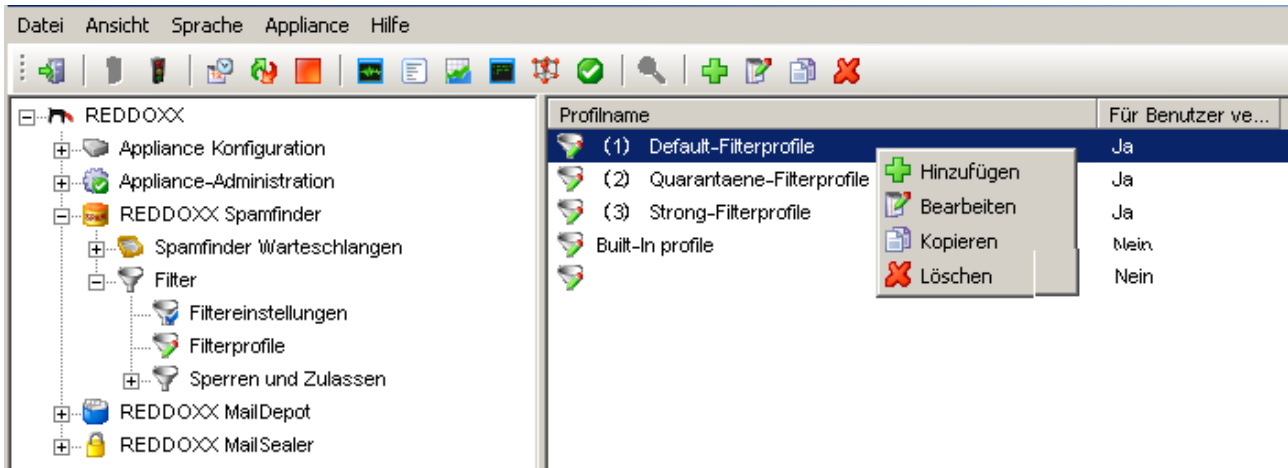 Datei Ansicht Sprache Appliance Hilfe
REDDOXX
Appliance Konfiguration
Appliance-Administration
REDDOXX Spamfinder
Spamfinder Warteschlangen
Filter
Filtereinstellungen
Filterprofile
Sperren und Zulassen
REDDOXX MailDepot
REDDOXX MailSealer
Profilname Für Benutzer ve...
(1) Default-Filterprofile Ja
(2) Quarantaene-Filterprofile Ja
(3) Strong-Filterprofile Ja
Built-In profile Nein
Nein
Hinzufügen
Bearbeiten
Kopieren
Löschen